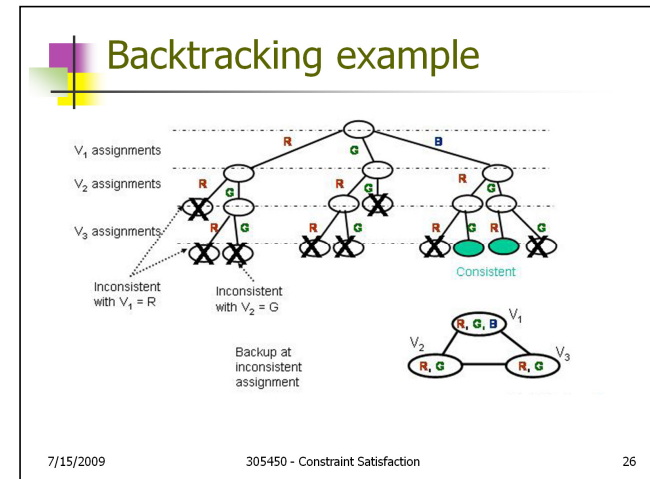 Backtracking example
R
G
B
V₁ assignments
R
R
R
V₂ assignments
G
G
G
R
G
R
G
R
G
R
G
V₃ assignments
X
X
X
X
X
X
X
X
Consistent
Inconsistent
with V₁ = R
Inconsistent
with V₂ = G
Backup at
inconsistent
assignment
V₁
R, G, B
V₂
V₃
R, G
R, G
7/15/2009
305450 - Constraint Satisfaction
26